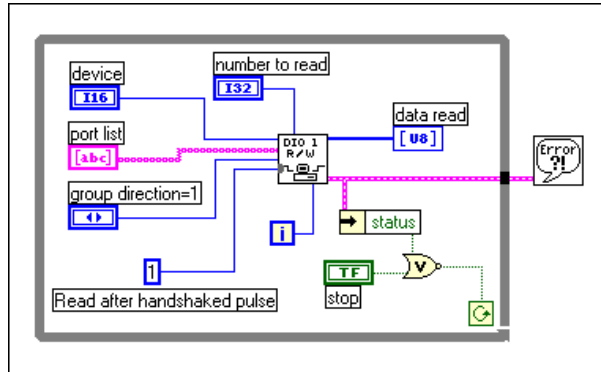 number to read
device
I32
I16
data read
port list
DIO 1
R/W
[U8]
[abc]
Error
?!
group direction=1
status
i
TF
V
1
stop
Read after handshaked pulse